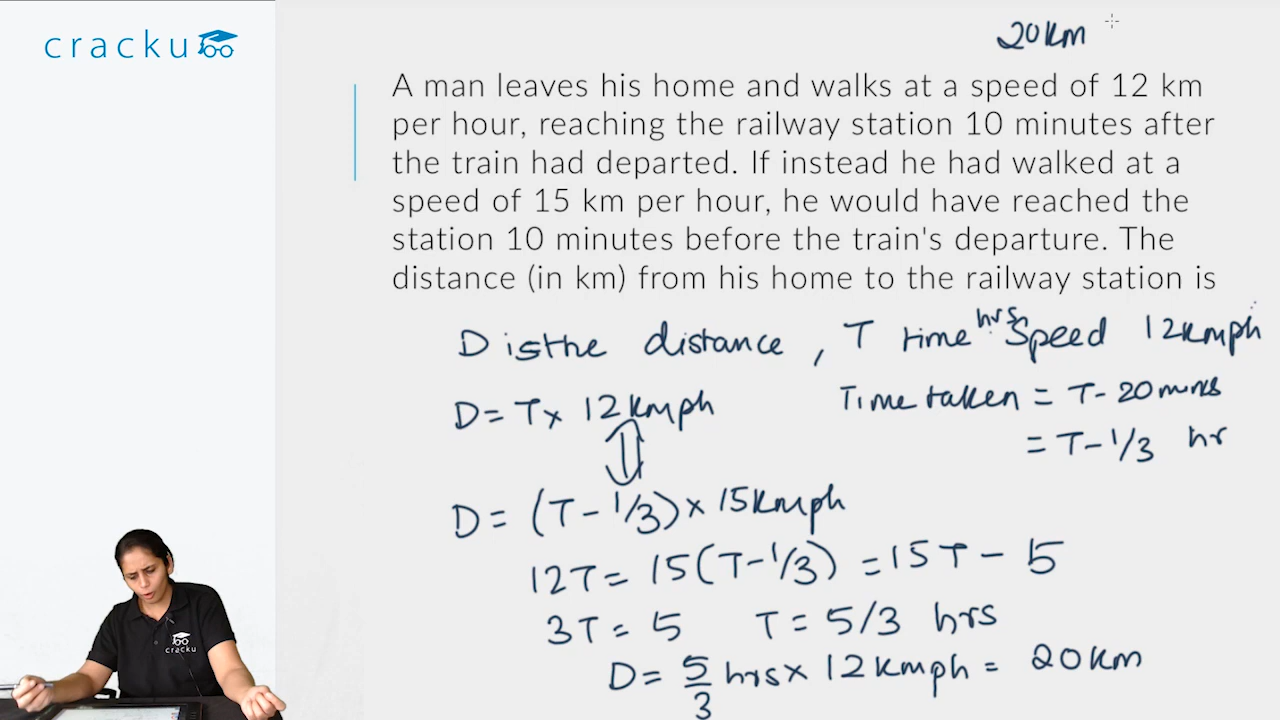 cracku
20km
A man leaves his home and walks at a speed of 12 km
per hour, reaching the railway station 10 minutes after
the train had departed. If instead he had walked at a
speed of 15 km per hour, he would have reached the
station 10 minutes before the train's departure. The
distance (in km) from his home to the railway station is
D is the distance, T time hrs Speed 12kmph
D = T x 12kmph Time taken = T - 20 mins
= T - 1/3 hr
D = (T - 1/3) x 15kmph
12T = 15(T - 1/3) = 15T - 5
3T = 5 T = 5/3 hrs
D = 5/3 hrs x 12kmph = 20km
cracku